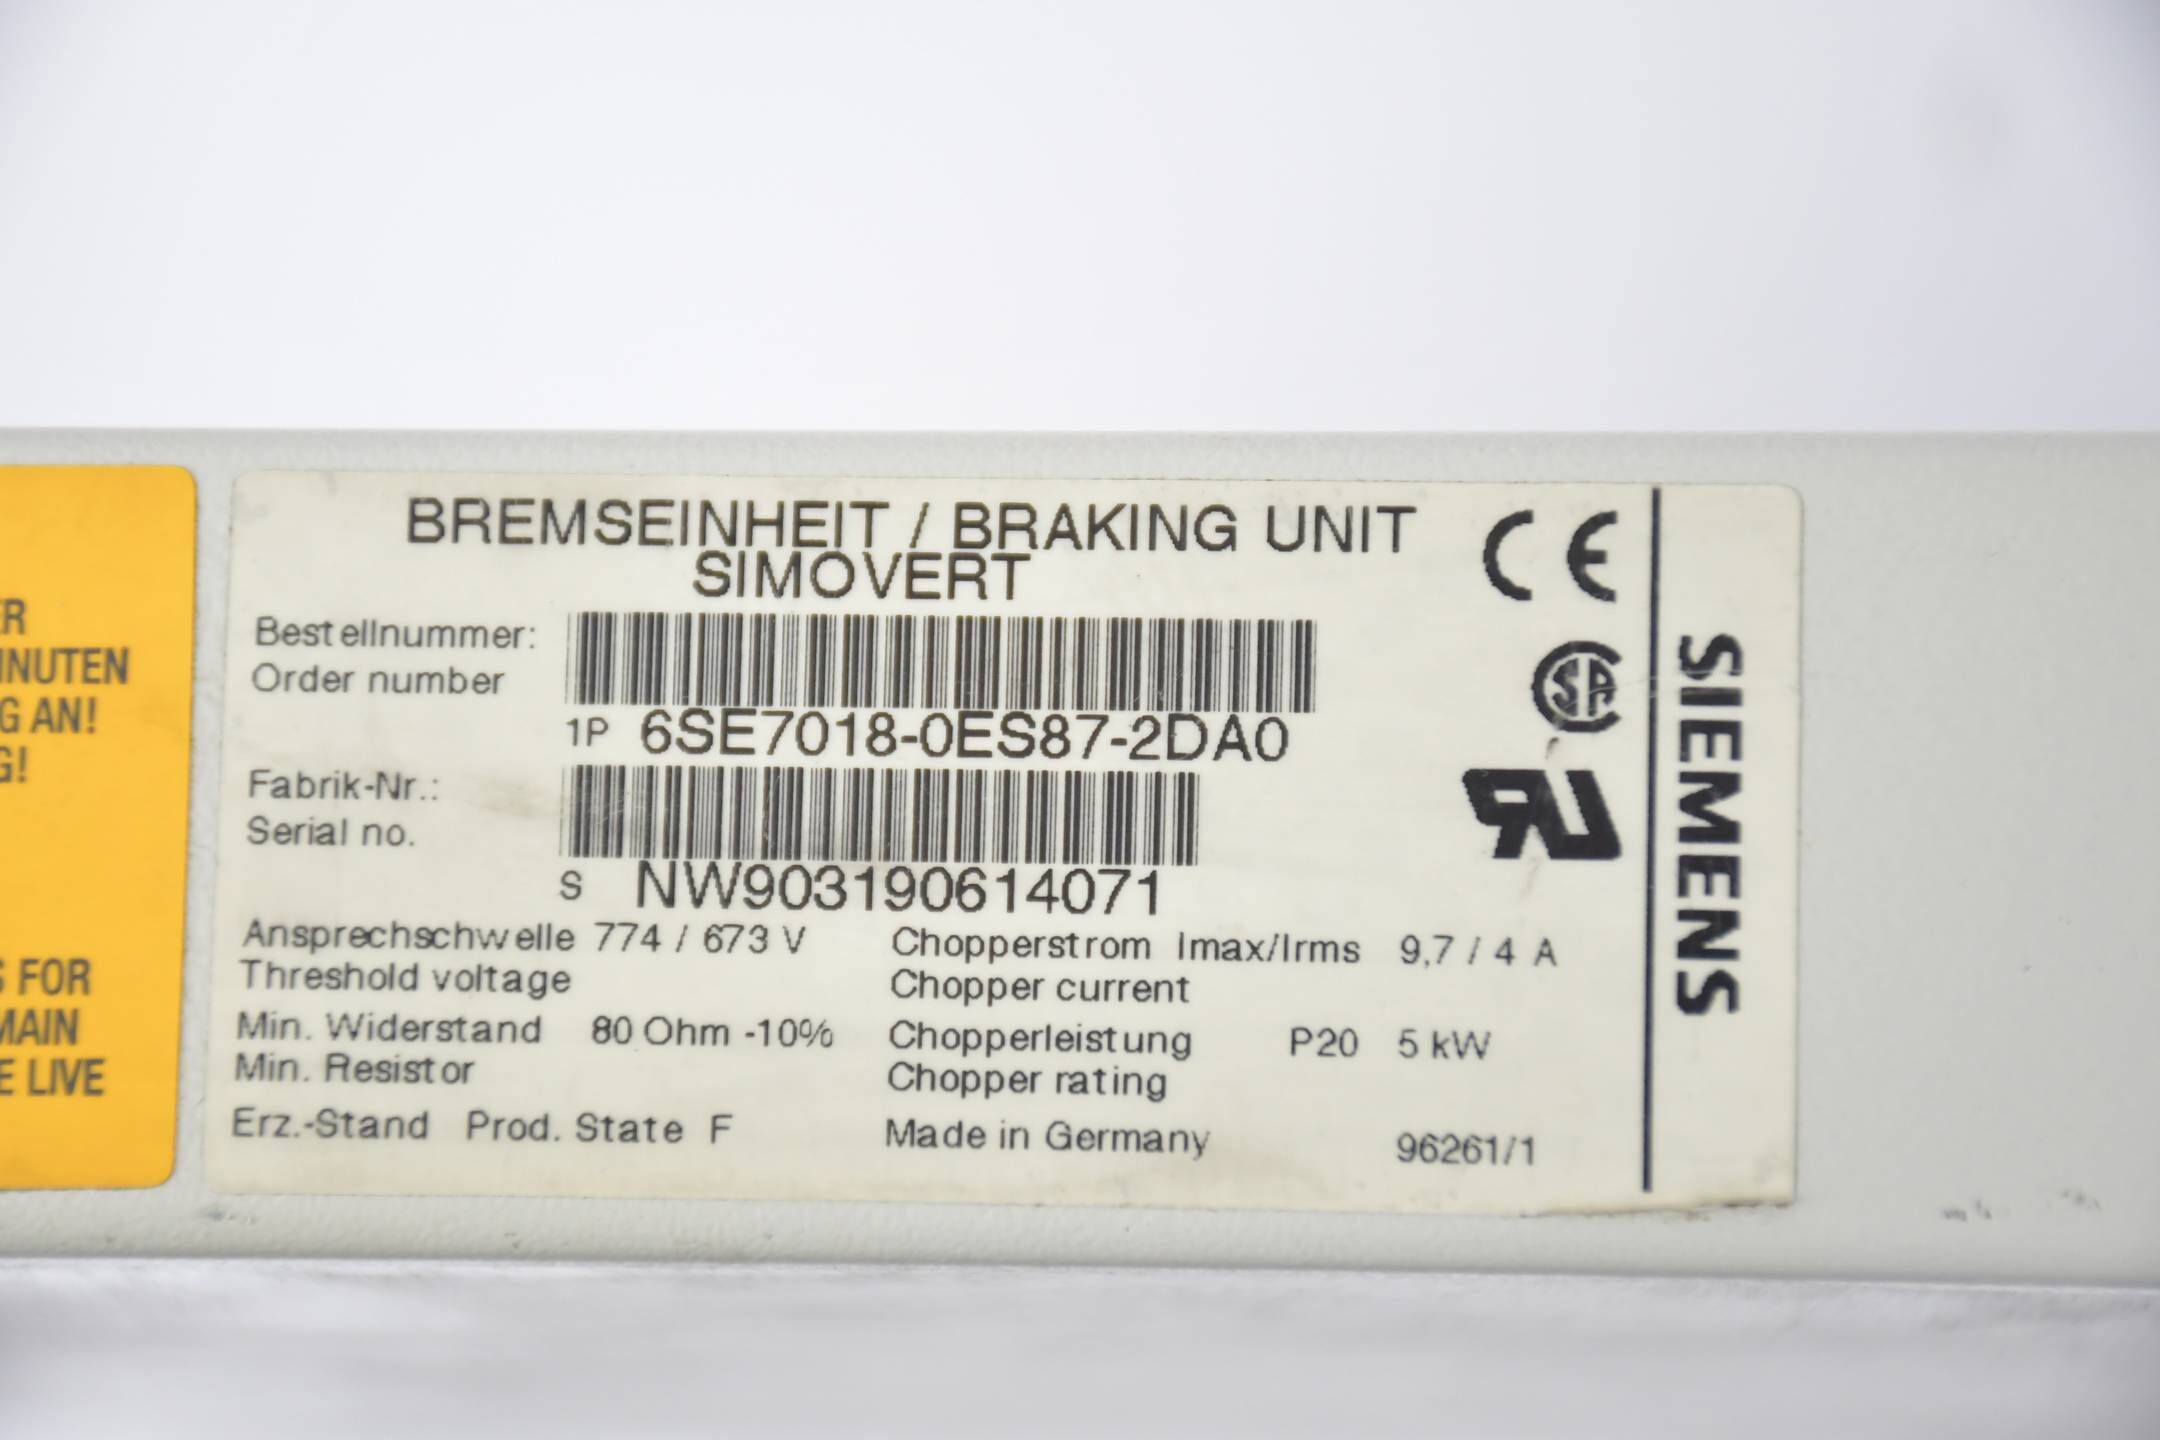 ER
INUTEN
G AN!
G!
S FOR
MAIN
E LIVE
BREMSEINHEIT / BRAKING UNIT
SIMOVERT
CE
Bestellnummer:
Order number
1P 6SE7018-0ES87-2DA0
Fabrik-Nr.:
Serial no.
S NW903190614071
Ansprechschwelle 774 / 673 V
Threshold voltage
Min. Widerstand 80 Ohm -10%
Min. Resistor
Erz.-Stand Prod. State F
Chopperstrom Imax/Irms 9,7 / 4 A
Chopper current
Chopperleistung P20 5 kW
Chopper rating
Made in Germany 96261/1
SA
RU
SIEMENS